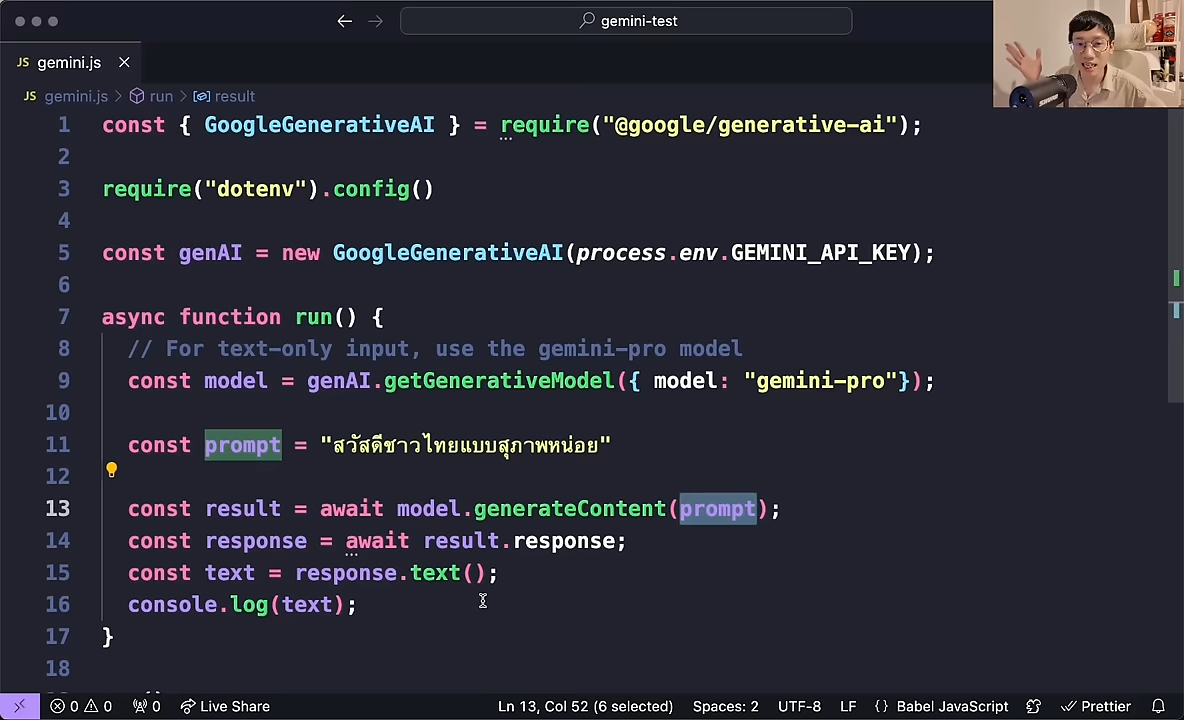 gemini-test
JS gemini.js
JS gemini.js > run > result
1 const { GoogleGenerativeAI } = require("@google/generative-ai");
2
3 require("dotenv").config()
4
5 const genAI = new GoogleGenerativeAI(process.env.GEMINI_API_KEY);
6
7 async function run() {
8 // For text-only input, use the gemini-pro model
9 const model = genAI.getGenerativeModel({ model: "gemini-pro"});
10
11 const prompt = "สวัสดีชาวไทยแบบสุภาพหน่อย"
12
13 const result = await model.generateContent(prompt);
14 const response = await result.response;
15 const text = response.text();
16 console.log(text);
17 }
18
0 0 0 Live Share Ln 13, Col 52 (6 selected) Spaces: 2 UTF-8 LF {} Babel JavaScript Prettier